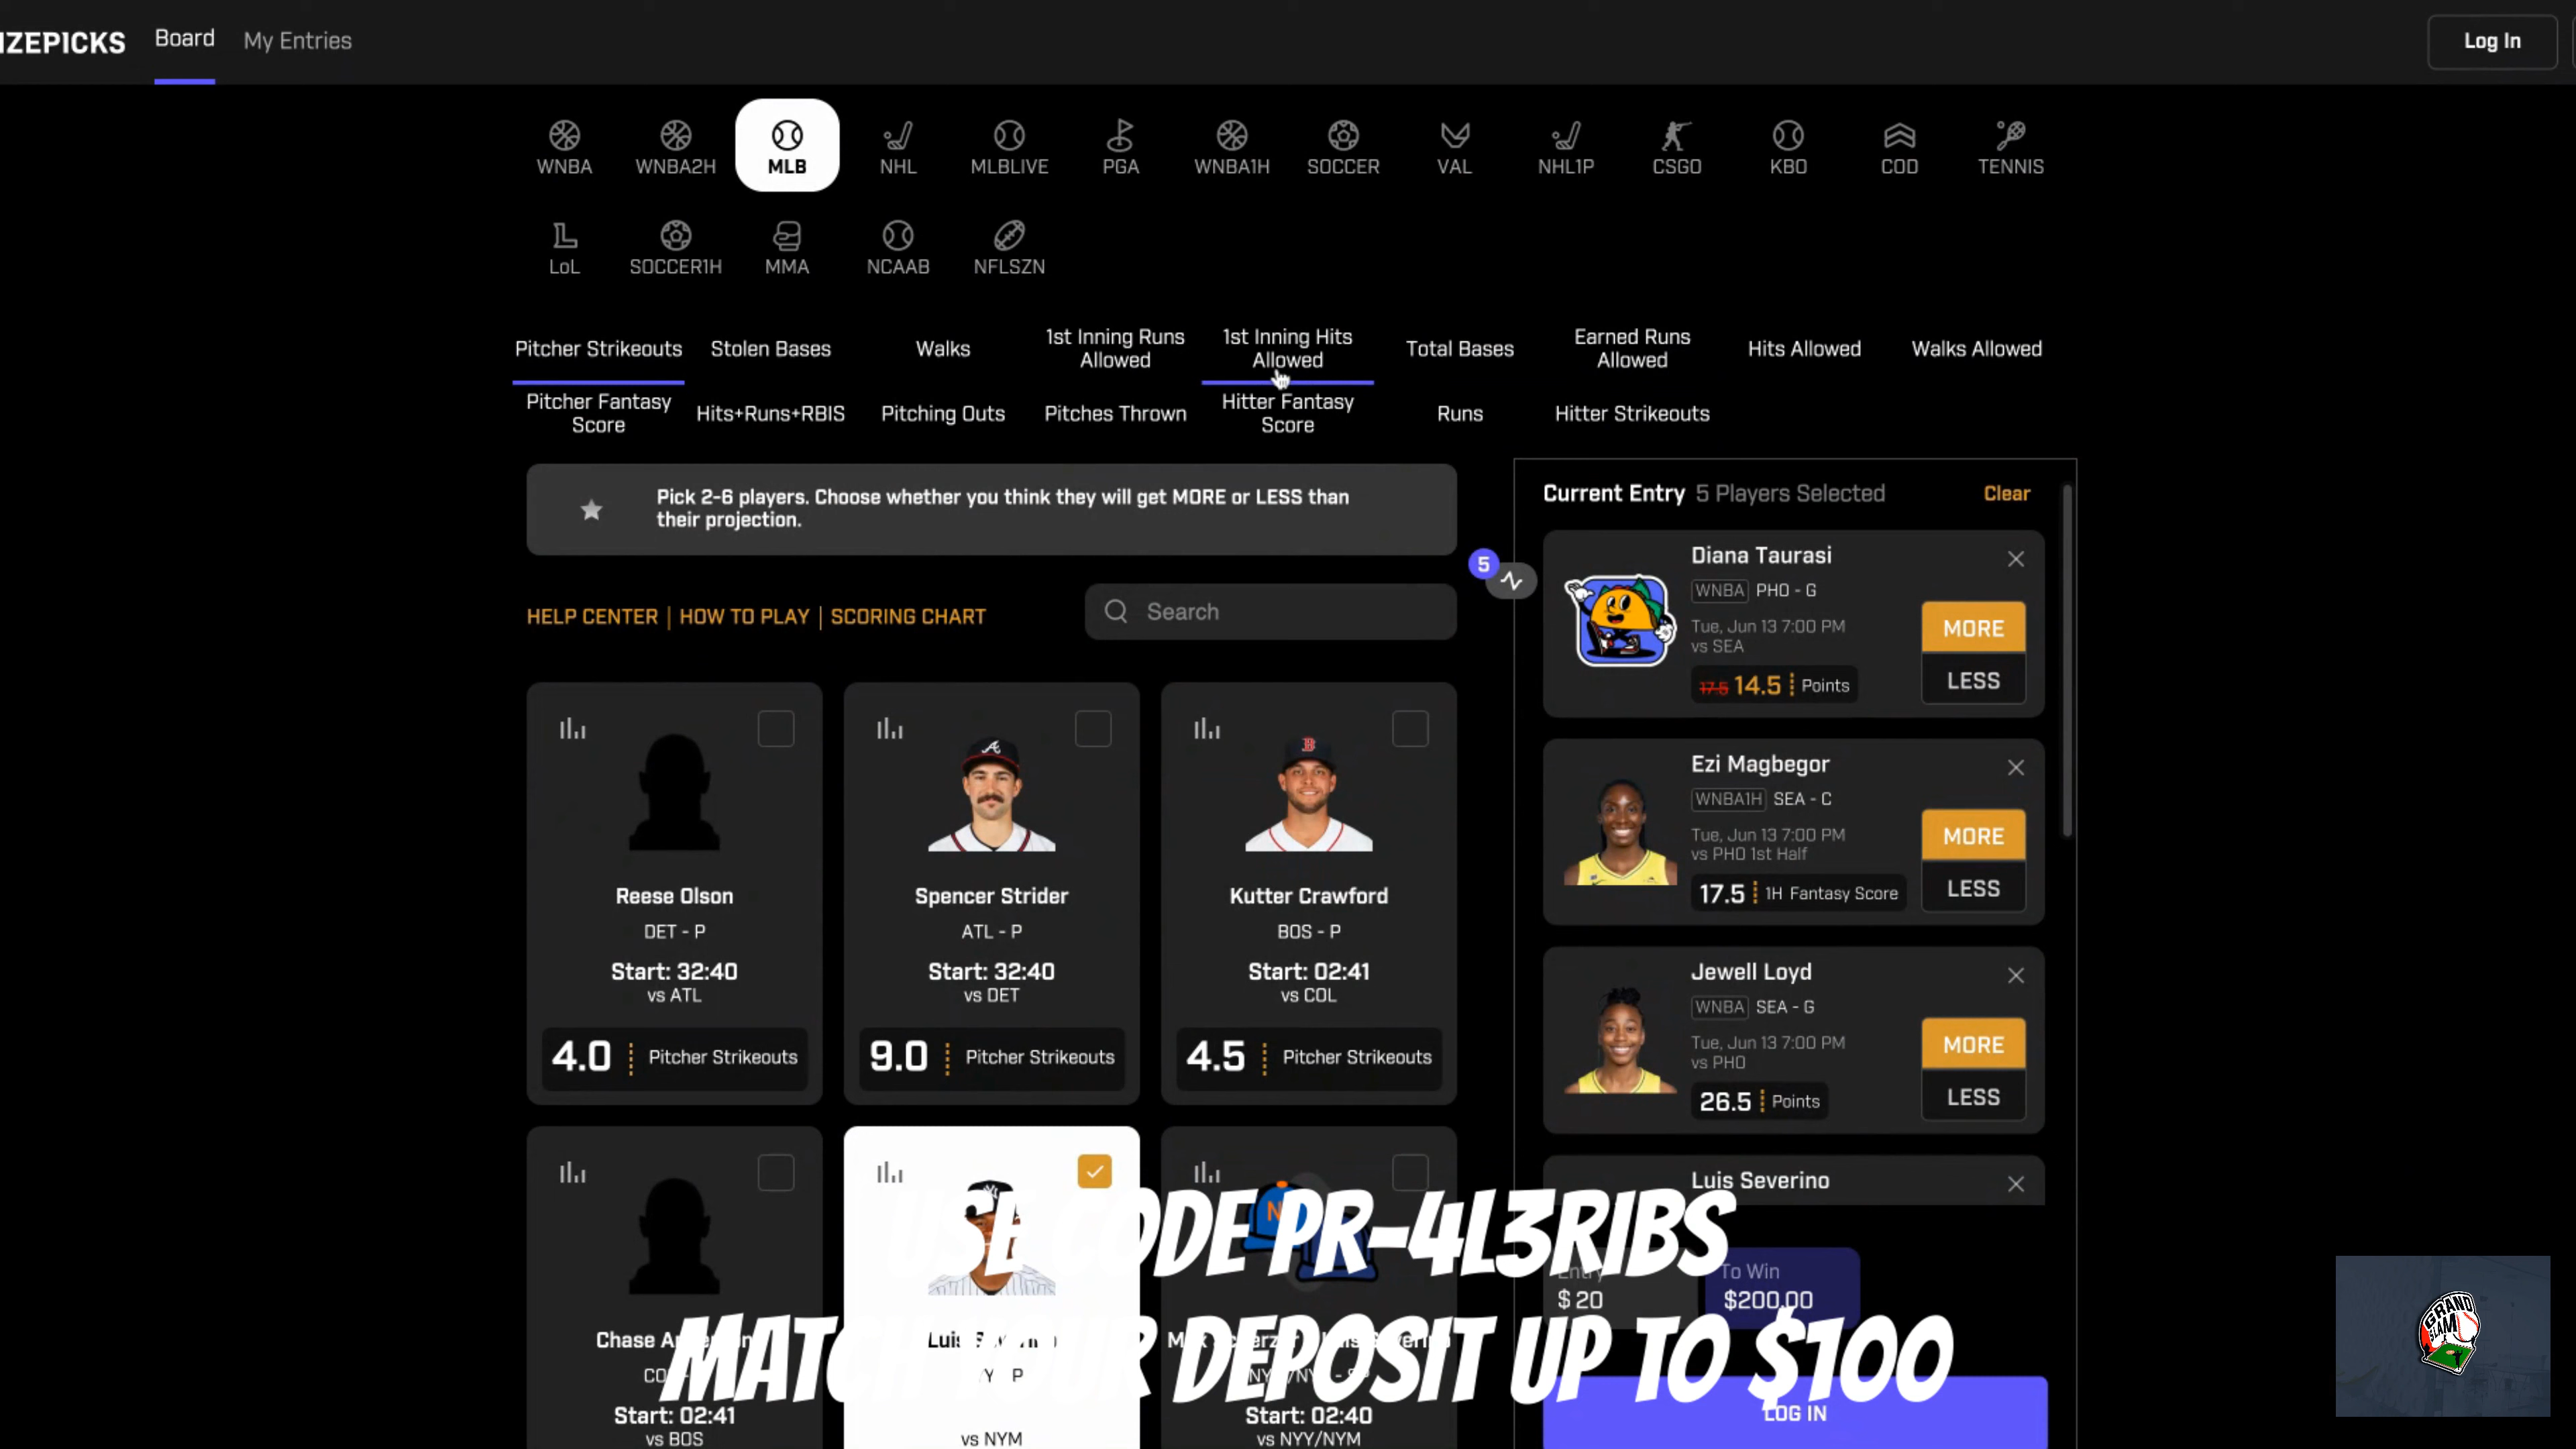 IZEPICKS Board My Entries Log In
WNBA WNBA2H MLB NHL MLBLIVE PGA WNBA1H SOCCER VAL NHL1P CSGO KBO COD TENNIS
LoL SOCCER1H MMA NCAAB NFLSZN
Pitcher Strikeouts Stolen Bases Walks 1st Inning Runs Allowed 1st Inning Hits Allowed Total Bases Earned Runs Allowed Hits Allowed Walks Allowed
Pitcher Fantasy Score Hits+Runs+RBIS Pitching Outs Pitches Thrown Hitter Fantasy Score Runs Hitter Strikeouts
Pick 2-6 players. Choose whether you think they will get MORE or LESS than
their projection.
HELP CENTER | HOW TO PLAY | SCORING CHART
Search
Reese Olson
DET - P
Start: 32:40
vs ATL
4.0 Pitcher Strikeouts
Spencer Strider
ATL - P
Start: 32:40
vs DET
9.0 Pitcher Strikeouts
Kutter Crawford
BOS - P
Start: 02:41
vs COL
4.5 Pitcher Strikeouts
Chase
Start: 02:41
vs BOS
Luis
vs NYM
Start: 02:40
vs NYY/NYM
5
Current Entry 5 Players Selected Clear
Diana Taurasi
WNBA PHO - G
Tue, Jun 13 7:00 PM
vs SEA
17.5 14.5 Points
MORE
LESS
Ezi Magbegor
WNBA1H SEA - C
Tue, Jun 13 7:00 PM
vs PHO 1st Half
17.5 1H Fantasy Score
MORE
LESS
Jewell Loyd
WNBA SEA - G
Tue, Jun 13 7:00 PM
vs PHO
26.5 Points
MORE
LESS
Luis Severino
Entry
$ 20
To Win
$200.00
LOG IN
USE CODE PR-4L3RIBS
MATCH YOUR DEPOSIT UP TO $100
GRAND
SLAM